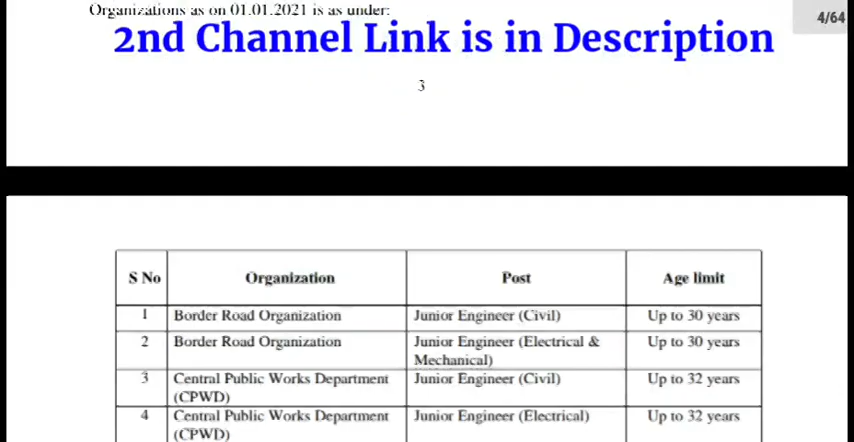 Organizations as on 01.01.2021 is as under:
4/64
2nd Channel Link is in Description
3
S No Organization Post Age limit
1 Border Road Organization Junior Engineer (Civil) Up to 30 years
2 Border Road Organization Junior Engineer (Electrical & Up to 30 years
Mechanical)
3 Central Public Works Department Junior Engineer (Civil) Up to 32 years
(CPWD)
4 Central Public Works Department Junior Engineer (Electrical) Up to 32 years
(CPWD)